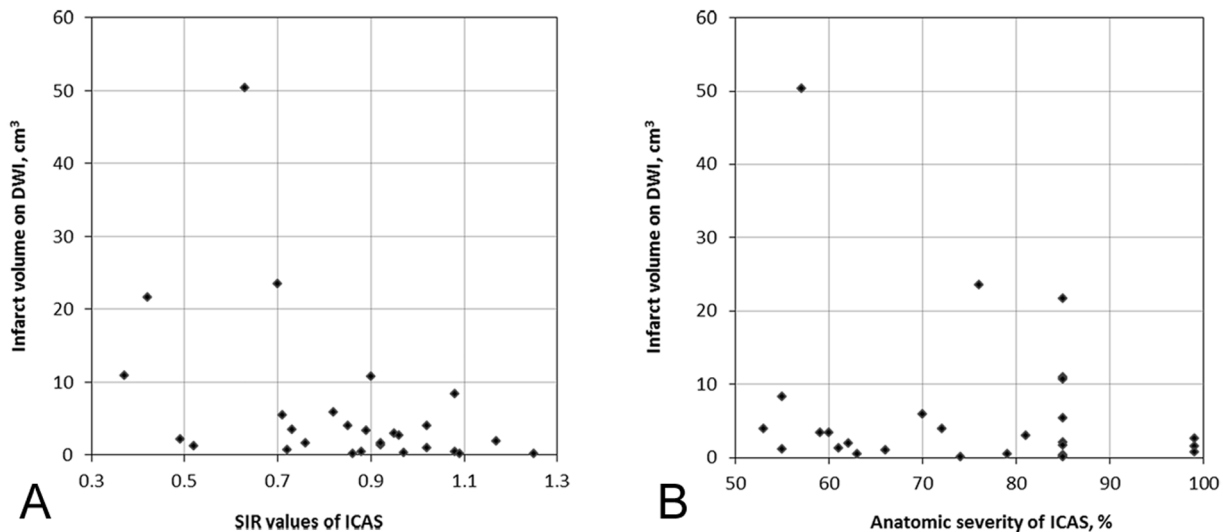 60
50
40
30
20
10
0
Infarct volume on DWI, cm³
0.3 0.5 0.7 0.9 1.1 1.3
SIR values of ICAS
A
60
50
40
30
20
10
0
Infarct volume on DWI, cm³
50 60 70 80 90 100
Anatomic severity of ICAS, %
B